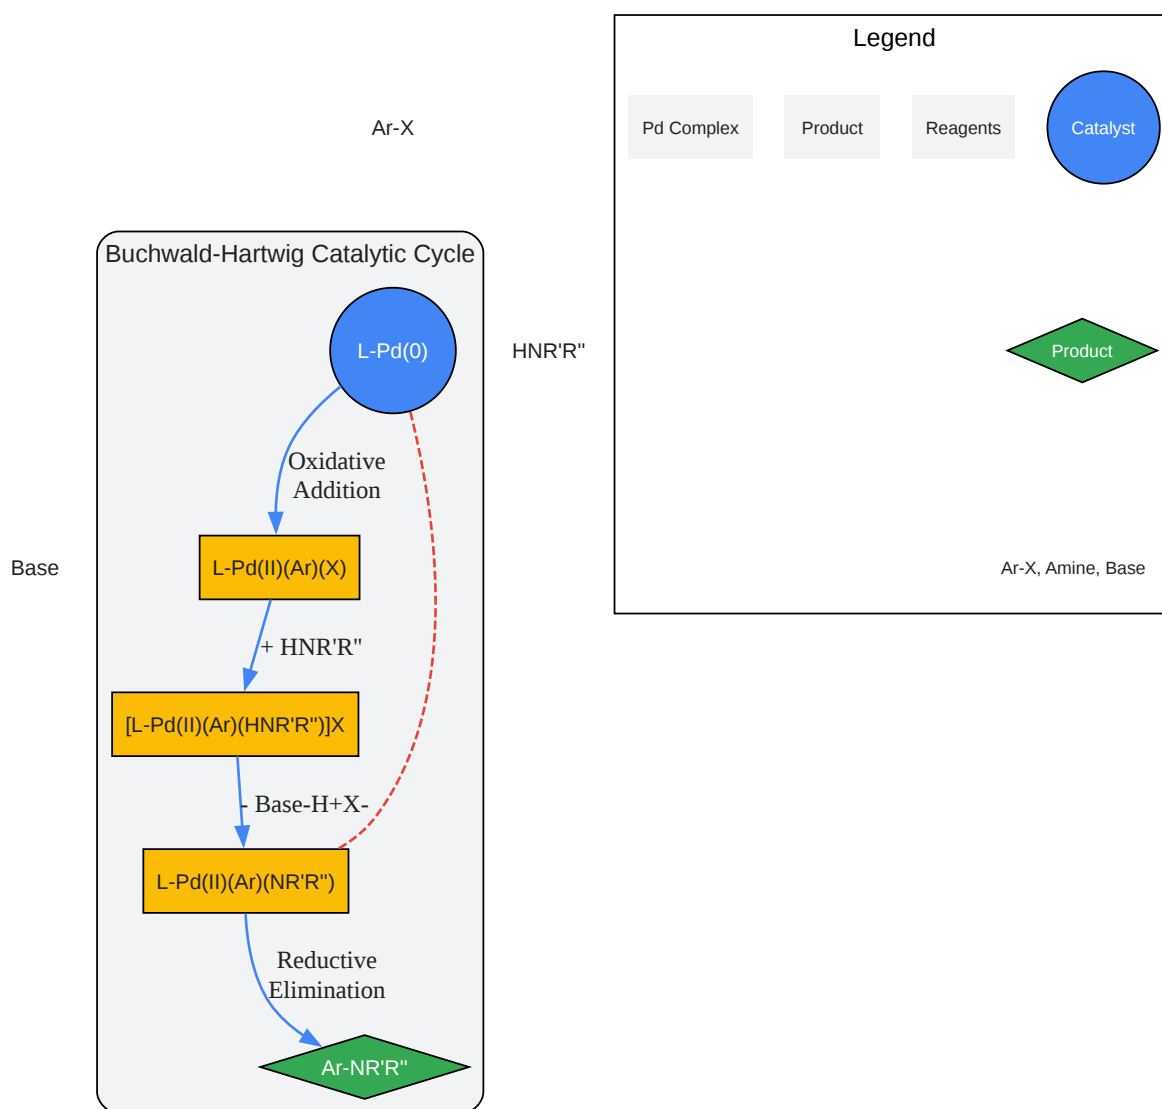 Legend
Pd Complex
Product
Reagents
Catalyst
Ar-X
Buchwald-Hartwig Catalytic Cycle
L-Pd(0)
HNR'R"
Product
Oxidative
Addition
Base
L-Pd(II)(Ar)(X)
Ar-X, Amine, Base
+ HNR'R"
[L-Pd(II)(Ar)(HNR'R")]X
- Base-H+X-
L-Pd(II)(Ar)(NR'R")
Reductive
Elimination
Ar-NR'R"